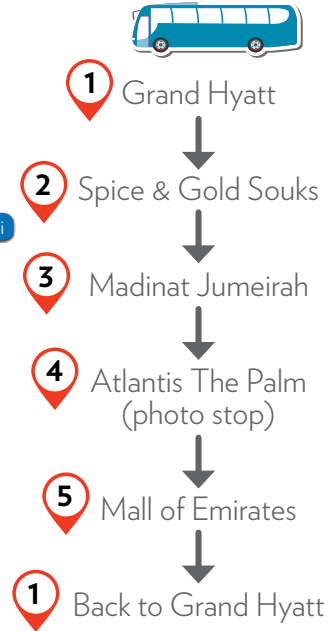 1
Grand Hyatt
2
Spice & Gold Souks
i
3
Madinat Jumeirah
4
Atlantis The Palm
(photo stop)
5
Mall of Emirates
1
Back to Grand Hyatt